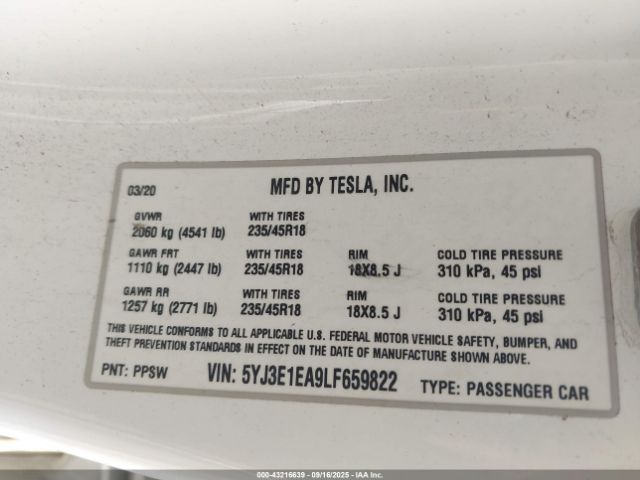 03/20 MFD BY TESLA, INC.
GVWR WITH TIRES
2060 kg (4541 lb) 235/45R18
GAWR FRT WITH TIRES RIM COLD TIRE PRESSURE
1110 kg (2447 lb) 235/45R18 18X8.5 J 310 kPa, 45 psi
GAWR RR WITH TIRES RIM COLD TIRE PRESSURE
1257 kg (2771 lb) 235/45R18 18X8.5 J 310 kPa, 45 psi
THIS VEHICLE CONFORMS TO ALL APPLICABLE U.S. FEDERAL MOTOR VEHICLE SAFETY, BUMPER, AND
THEFT PREVENTION STANDARDS IN EFFECT ON THE DATE OF MANUFACTURE SHOWN ABOVE.
PNT: PPSW VIN: 5YJ3E1EA9LF659822 TYPE: PASSENGER CAR
000-43216639 - 09/16/2025 - IAA Inc.